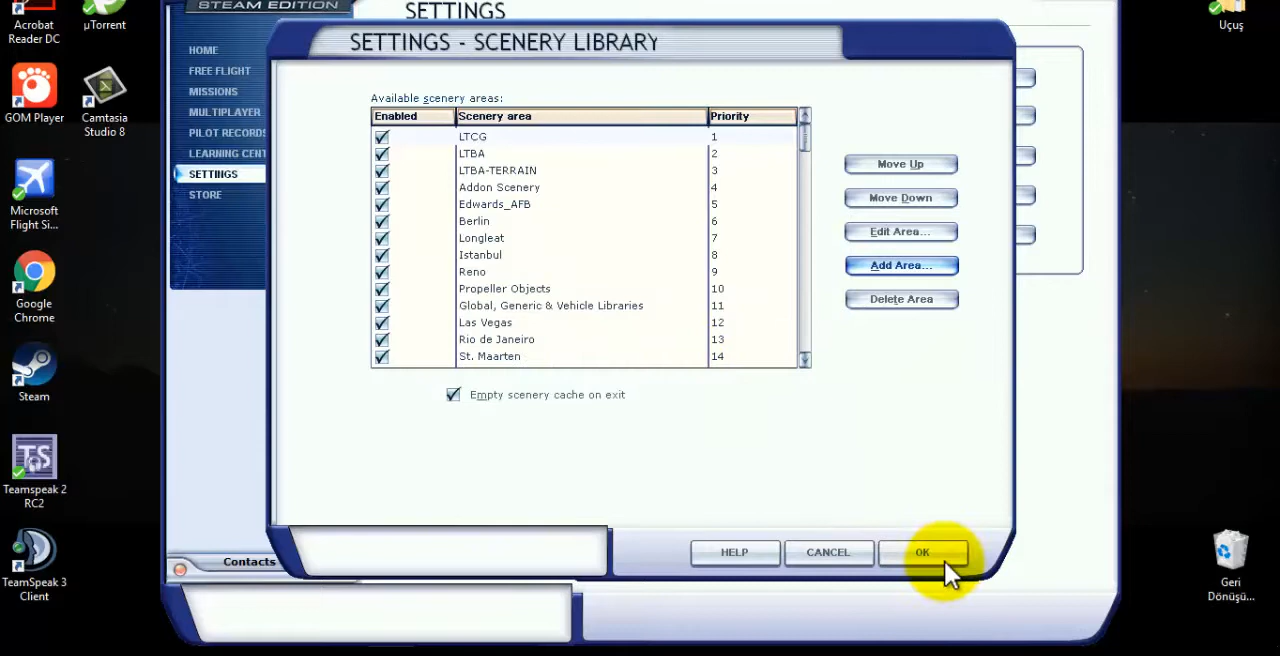 Acrobat
Reader DC
µTorrent
GOM Player
Camtasia
Studio 8
Microsoft
Flight Si...
Google
Chrome
Steam
TS
Teamspeak 2
RC2
TeamSpeak 3
Client
STEAM EDITION
SETTINGS
HOME
FREE FLIGHT
MISSIONS
MULTIPLAYER
PILOT RECORDS
LEARNING CENT
SETTINGS
STORE
Contacts
SETTINGS - SCENERY LIBRARY
Available scenery areas:
Enabled Scenery area Priority
LTCG 1
LTBA 2
LTBA-TERRAIN 3
Addon Scenery 4
Edwards_AFB 5
Berlin 6
Longleat 7
Istanbul 8
Reno 9
Propeller Objects 10
Global, Generic & Vehicle Libraries 11
Las Vegas 12
Rio de Janeiro 13
St. Maarten 14
Empty scenery cache on exit
Move Up
Move Down
Edit Area...
Add Area...
Delete Area
HELP CANCEL OK
Uçuş
Geri
Dönüşü...